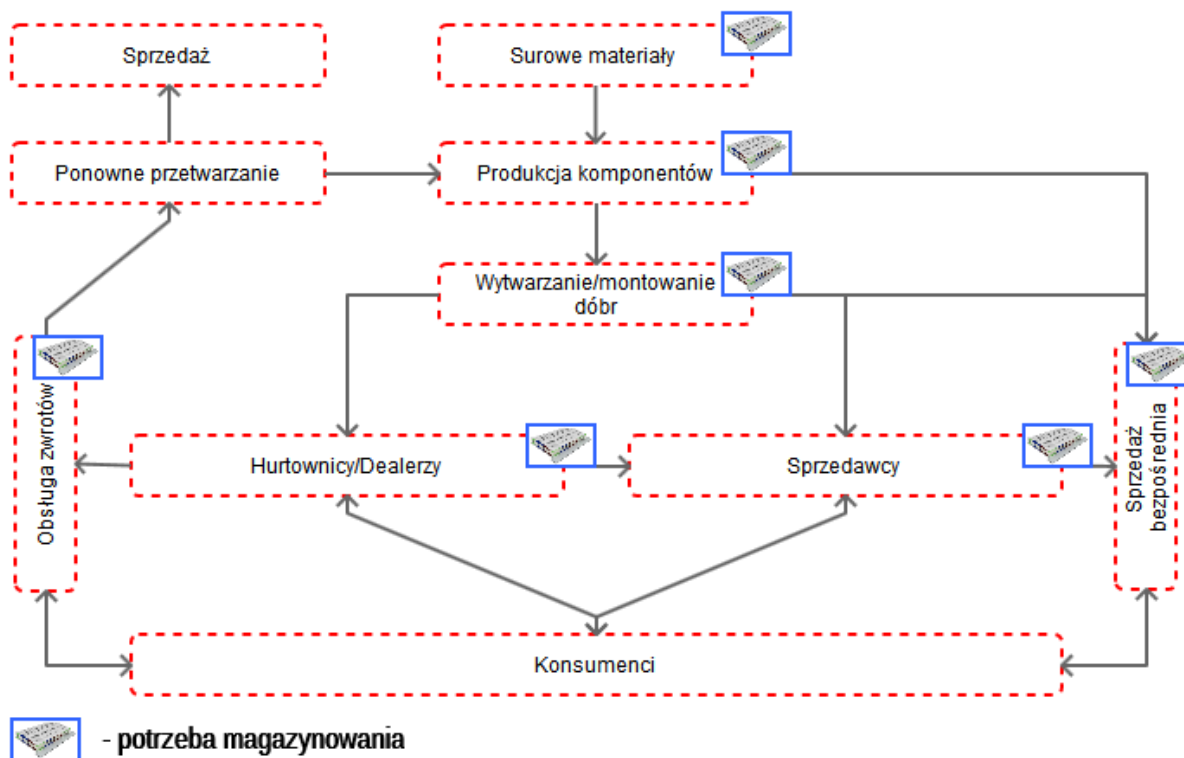 Sprzedaż
Surowe materiały
Ponowne przetwarzanie
Produkcja komponentów
Wytwarzanie/montowanie
dóbr
Obsługa zwrotów
Hurtownicy/Dealerzy
Sprzedawcy
Sprzedaż
bezpośrednia
Konsumenci
- potrzeba magazynowania